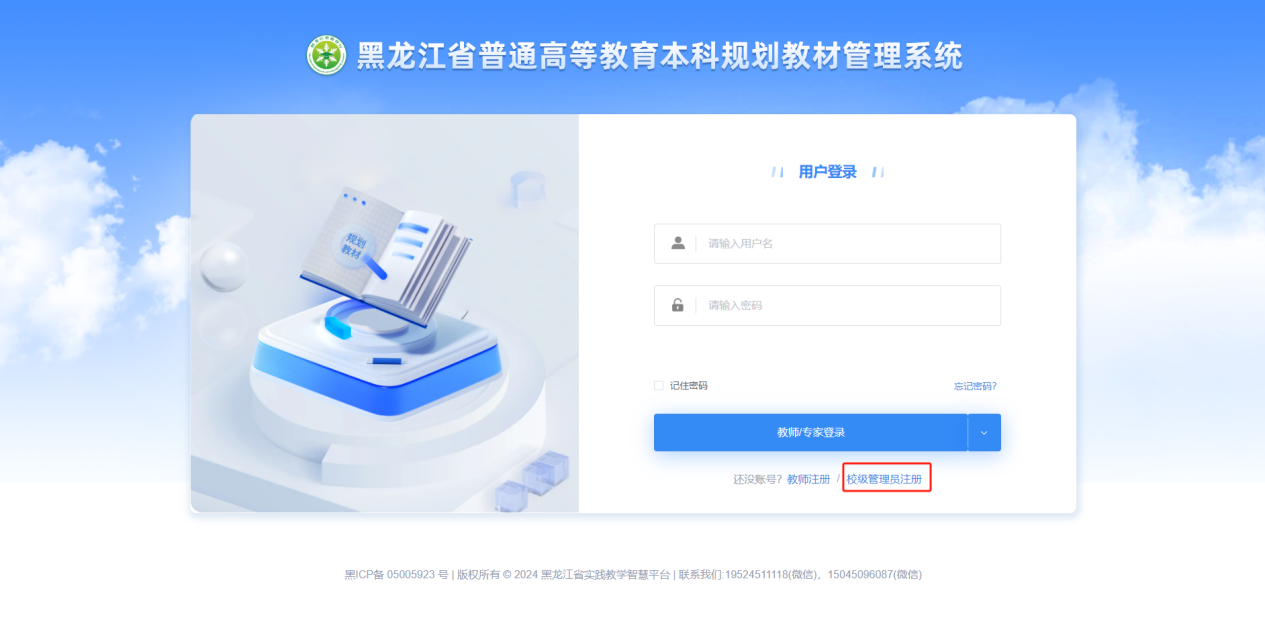 黑龙江省普通高等教育本科规划教材管理系统
规划
教材
用户登录
请输入用户名
请输入密码
记住密码
忘记密码?
教师/专家登录
还没账号? 教师注册 / 校级管理员注册
黑ICP备 05005923 号 | 版权所有 © 2024 黑龙江省实践教学智慧平台 | 联系我们:19524511118(微信)，15045096087(微信)